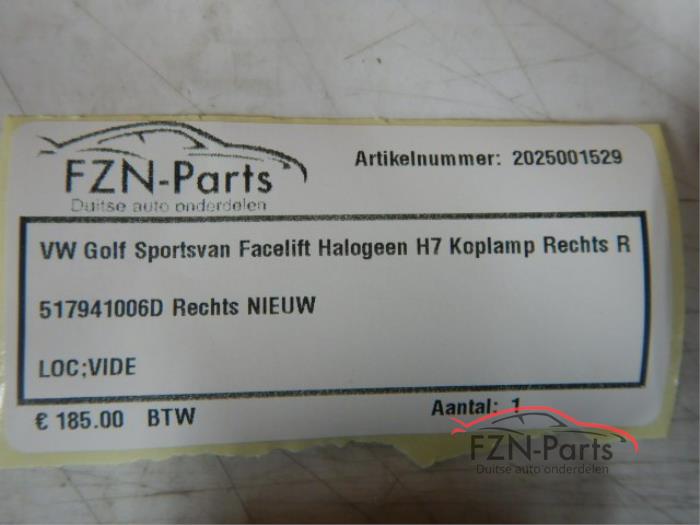 FZN-Parts
Duitse auto onderdelen
Artikelnummer: 2025001529
VW Golf Sportsvan Facelift Halogeen H7 Koplamp Rechts R
517941006D Rechts NIEUW
LOC;VIDE
€ 185.00 BTW
Aantal: 1
FZN-Parts
Duitse auto onderdelen